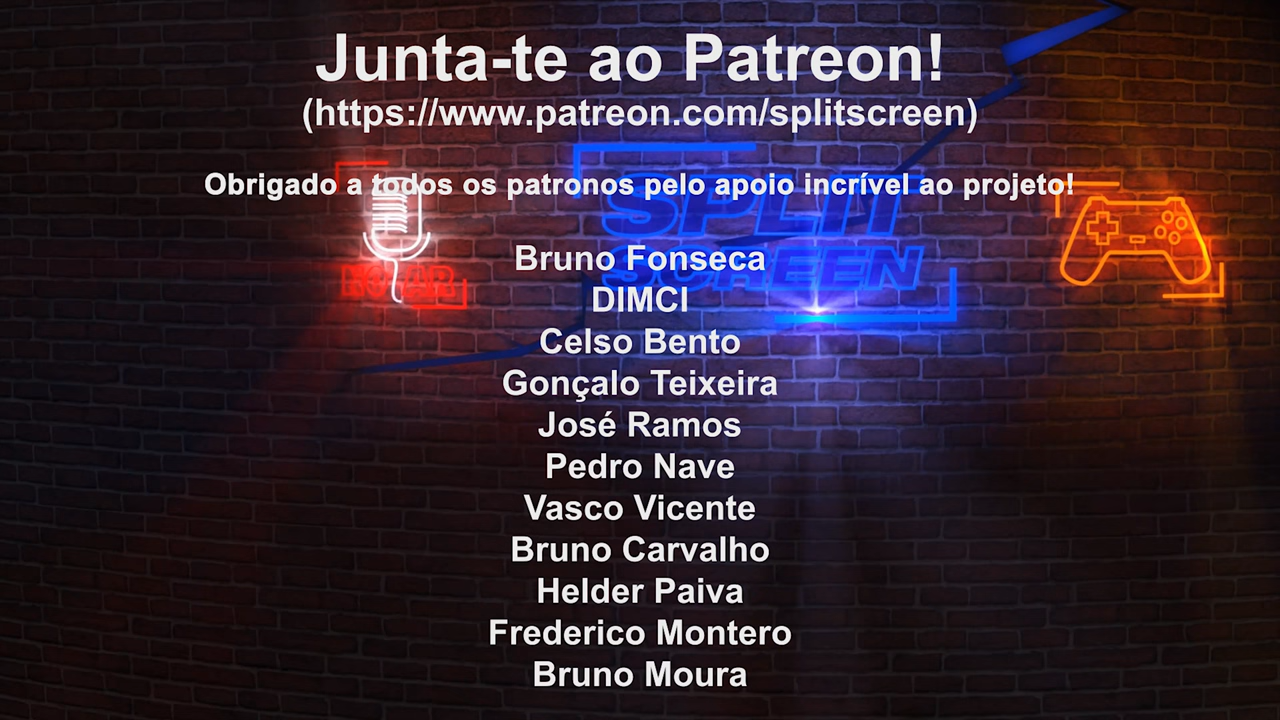 Junta-te ao Patreon!
(https://www.patreon.com/splitscreen)
Obrigado a todos os patronos pelo apoio incrível ao projeto!
SPLIT
SCREEN
Bruno Fonseca
DIMCI
Celso Bento
Gonçalo Teixeira
José Ramos
Pedro Nave
Vasco Vicente
Bruno Carvalho
Helder Paiva
Frederico Montero
Bruno Moura